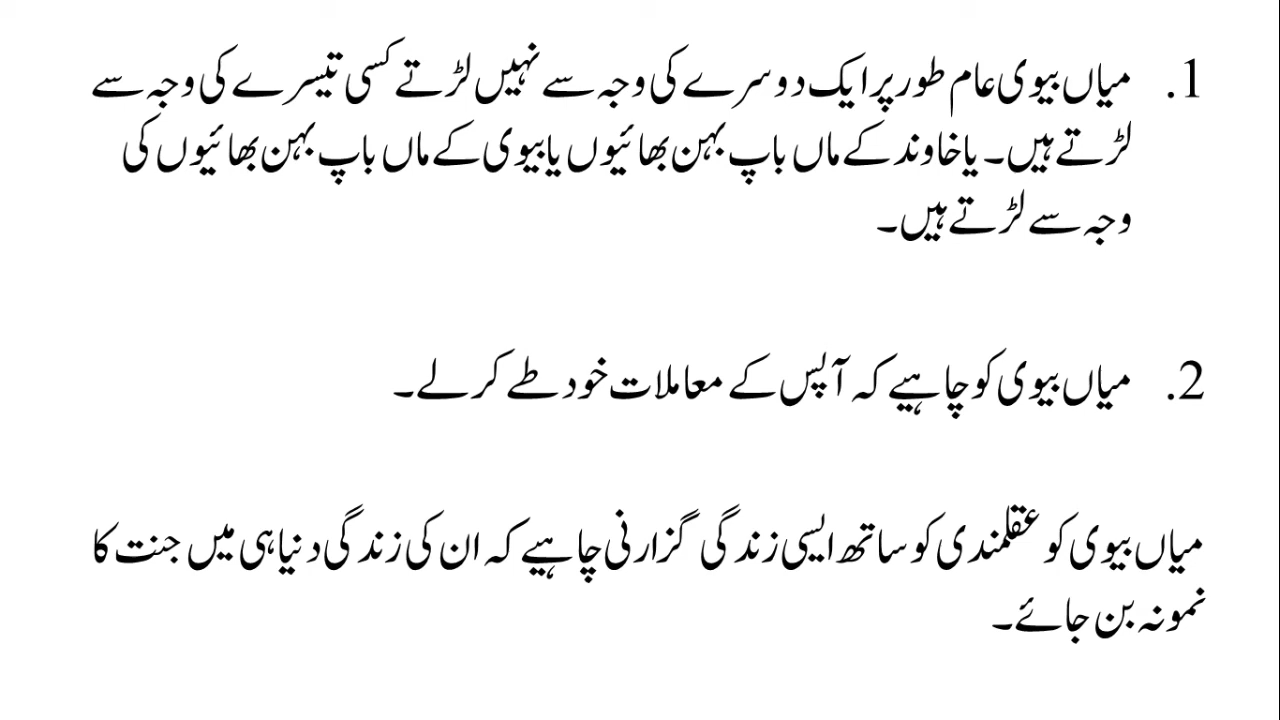 1. میاں بیوی عام طور پر ایک دوسرے کی وجہ سے نہیں لڑتے کسی تیسرے کی وجہ سے
لڑتے ہیں۔ یا خاوند کے ماں باپ بہن بھائیوں یا بیوی کے ماں باپ بہن بھائیوں کی
وجہ سے لڑتے ہیں۔
2. میاں بیوی کو چاہیے کہ آپس کے معاملات خود طے کر لے۔
میاں بیوی کو عقلمندی کو ساتھ ایسی زندگی گزارنی چاہیے کہ ان کی زندگی دنیا ہی میں جنت کا
نمونہ بن جائے۔